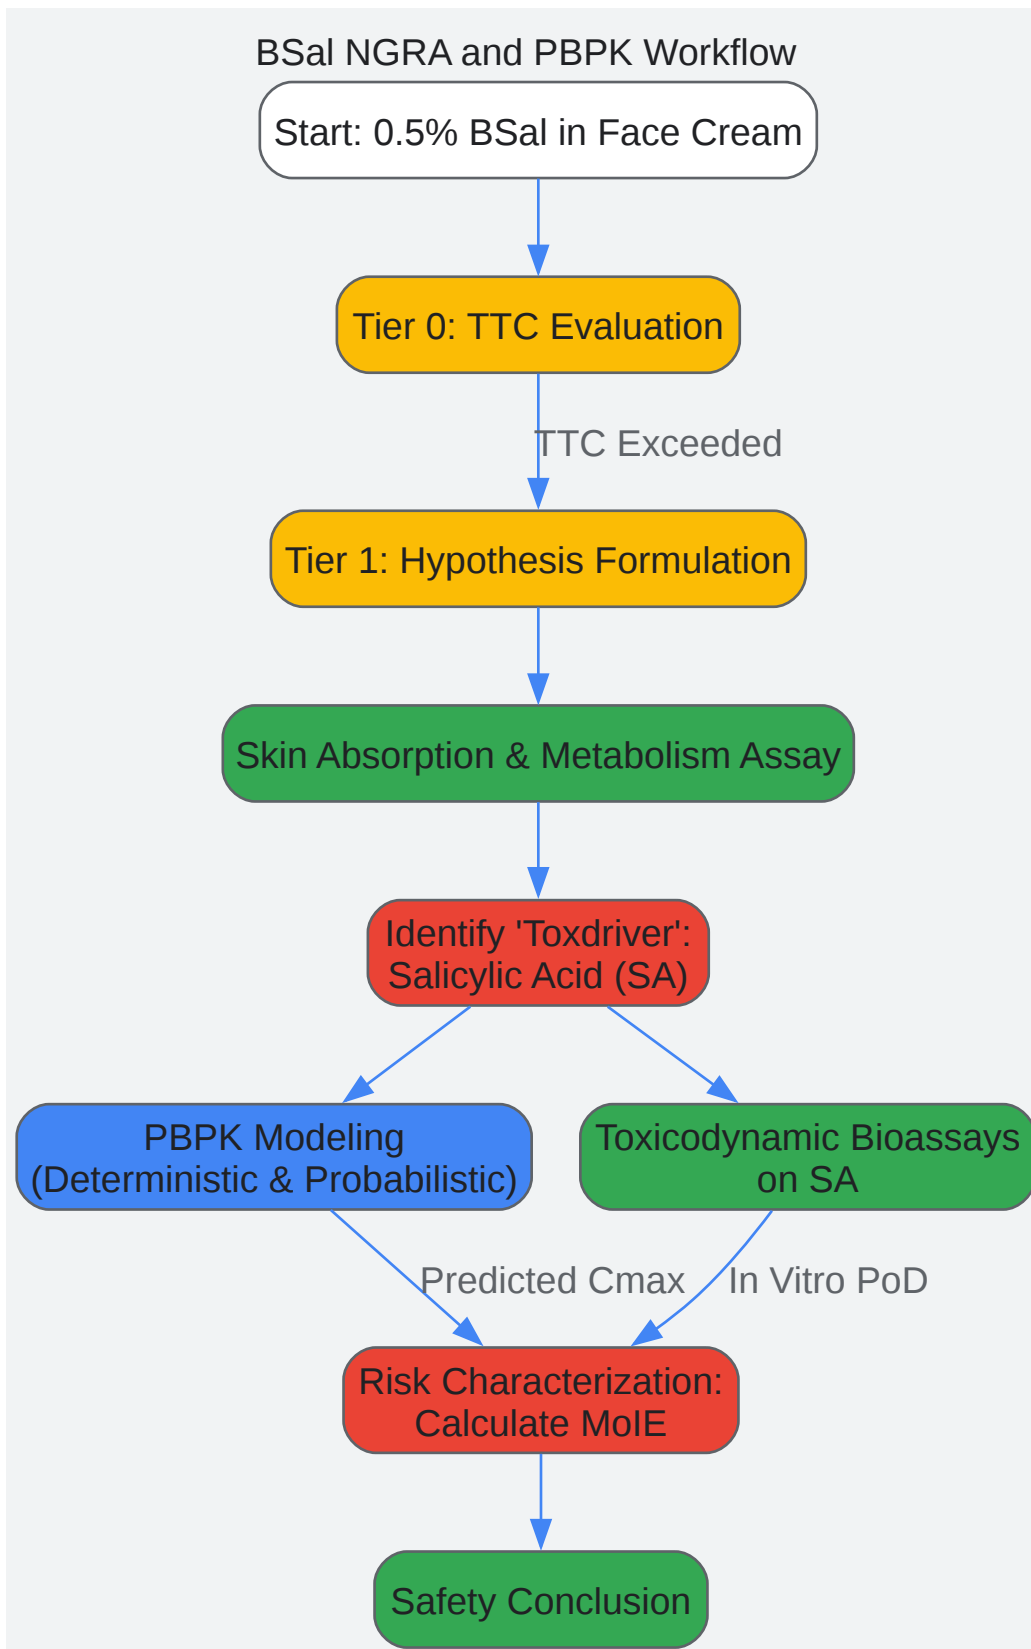 BSal NGRA and PBPK Workflow
Start: 0.5% BSal in Face Cream
Tier 0: TTC Evaluation
TTC Exceeded
Tier 1: Hypothesis Formulation
Skin Absorption & Metabolism Assay
Identify 'Toxdriver':
Salicylic Acid (SA)
PBPK Modeling
(Deterministic & Probabilistic)
Toxicodynamic Bioassays
on SA
Predicted Cmax
In Vitro PoD
Risk Characterization:
Calculate MoIE
Safety Conclusion